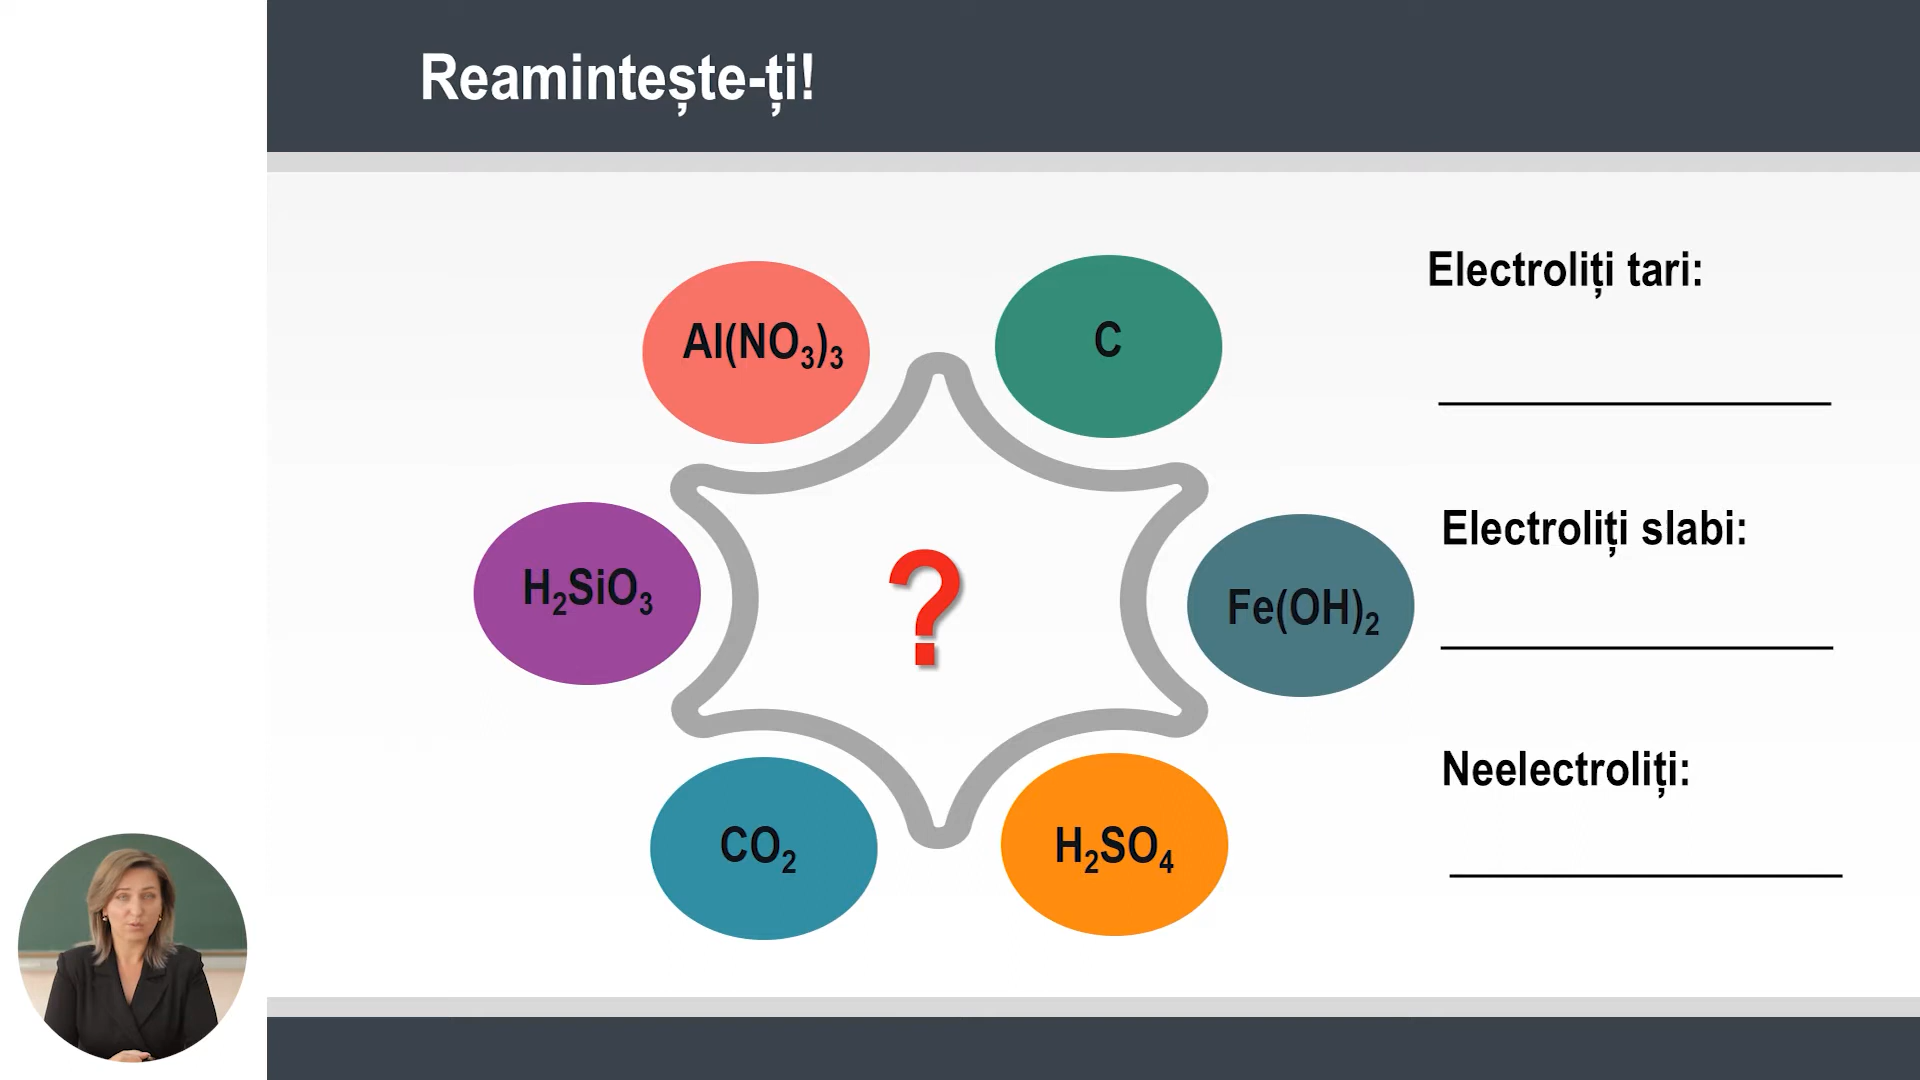 Reamintește-ți!
Al(NO₃)₃
C
H₂SiO₃
?
Fe(OH)₂
CO₂
H₂SO₄
Electroliți tari:
Electroliți slabi:
Neelectroliți: